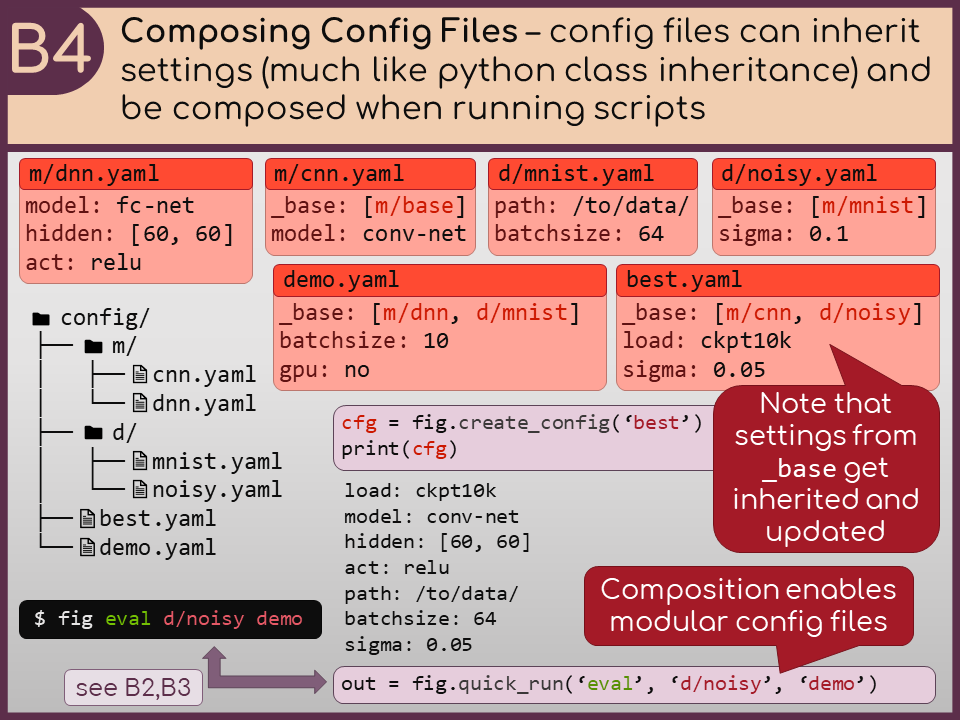 B4
Composing Config Files – config files can inherit
settings (much like python class inheritance) and
be composed when running scripts
m/dnn.yaml
model: fc-net
hidden: [60, 60]
act: relu
m/cnn.yaml
_base: [m/base]
model: conv-net
d/mnist.yaml
path: /to/data/
batchsize: 64
d/noisy.yaml
_base: [m/mnist]
sigma: 0.1
demo.yaml
_base: [m/dnn, d/mnist]
batchsize: 10
gpu: no
best.yaml
_base: [m/cnn, d/noisy]
load: ckpt10k
sigma: 0.05
config/
m/
cnn.yaml
dnn.yaml
d/
mnist.yaml
noisy.yaml
best.yaml
demo.yaml
cfg = fig.create_config(‘best’)
print(cfg)
Note that
settings from
_base get
inherited and
updated
load: ckpt10k
model: conv-net
hidden: [60, 60]
act: relu
path: /to/data/
batchsize: 64
sigma: 0.05
Composition enables
modular config files
$ fig eval d/noisy demo
see B2,B3
out = fig.quick_run(‘eval’, ‘d/noisy’, ‘demo’)